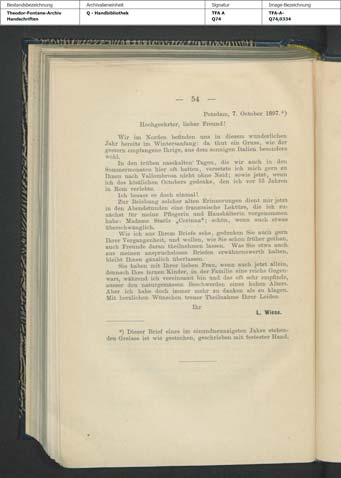 Bestandsbezeichnung Archivalieneinheit Signatur Image-Bezeichnung
Theodor-Fontane-Archiv Q - Handbibliothek TFA A TFA-A-
Handschriften Q74 Q74,0334
— 54 —
Potsdam, 7. October 1897.*)
Hochgeehrter, lieber Freund!
Wir im Norden befinden uns in diesem wunderlichen
Jahr bereits im Wintersanfang: da thut ein Gruss, wie der
gestern empfangene Ihrige, aus dem sonnigen Italien besonders
wohl.
In den trüben nasskalten Tagen, die wir auch in den
Sommermonaten hier oft hatten, versetzte ich mich gern zu
Ihnen nach Vallombrosa nicht ohne Neid; sowie jetzt, wenn
ich des köstlichen Octobers gedenke, den ich vor 55 Jahren
in Rom verlebte.
Ich besass es doch einmal!
Zur Belebung solcher alten Erinnerungen dient mir jetzt
in den Abendstunden eine französische Lektüre, die ich zu-
nächst für meine Pflegerin und Haushälterin vorgenommen
habe: Madame Staëls „Corinna“; schön, wenn auch etwas
überschwänglich.
Wie ich aus Ihrem Briefe sehe, gedenken Sie auch gern
Ihrer Vergangenheit, und wollen, wie Sie schon früher gethan,
auch Freunde daran theilnehmen lassen. Was Sie etwa auch
aus meinen anspruchslosen Briefen erwähnenswerth halten,
bleibt Ihnen gänzlich überlassen.
Sie haben mit Ihrer lieben Frau, wenn auch jetzt allein,
dennoch Ihre fernen Kinder, in der Familie eine reiche Gegen-
wart, während ich vereinsamt bin und das oft sehr empfinde,
ausser den naturgemässen Beschwerden eines hohen Alters.
Aber ich habe doch immer mehr zu danken als zu klagen.
Mit herzlichen Wünschen treuer Theilnahme Ihrer Leiden
Ihr
L. Wiese.
*) Dieser Brief eines im einundneunzigsten Jahre stehen-
den Greises ist wie gestochen, geschrieben mit festester Hand.